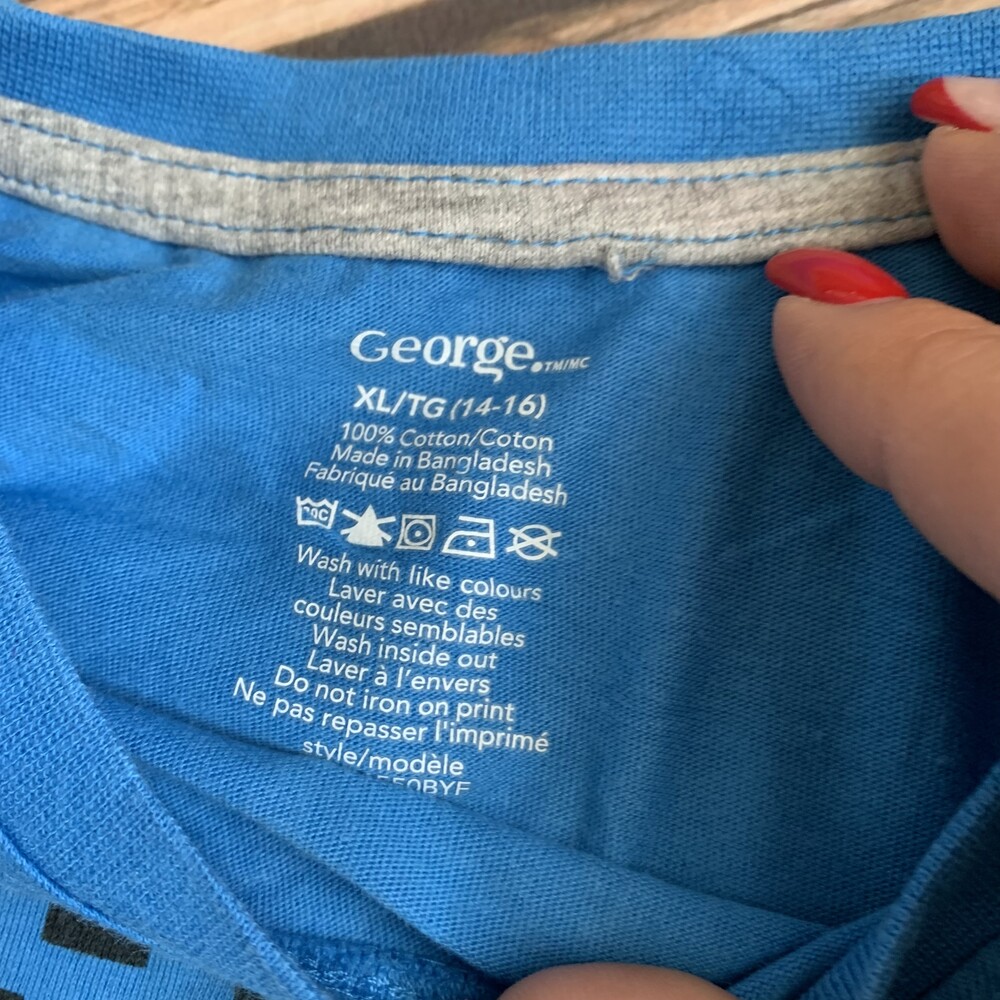 George.TM/MC
XL/TG (14-16)
100% Cotton/Coton
Made in Bangladesh
Fabriqué au Bangladesh
Wash with like colours
Laver avec des
couleurs semblables
Wash inside out
Laver à l'envers
Do not iron on print
Ne pas repasser l'imprimé
style/modèle